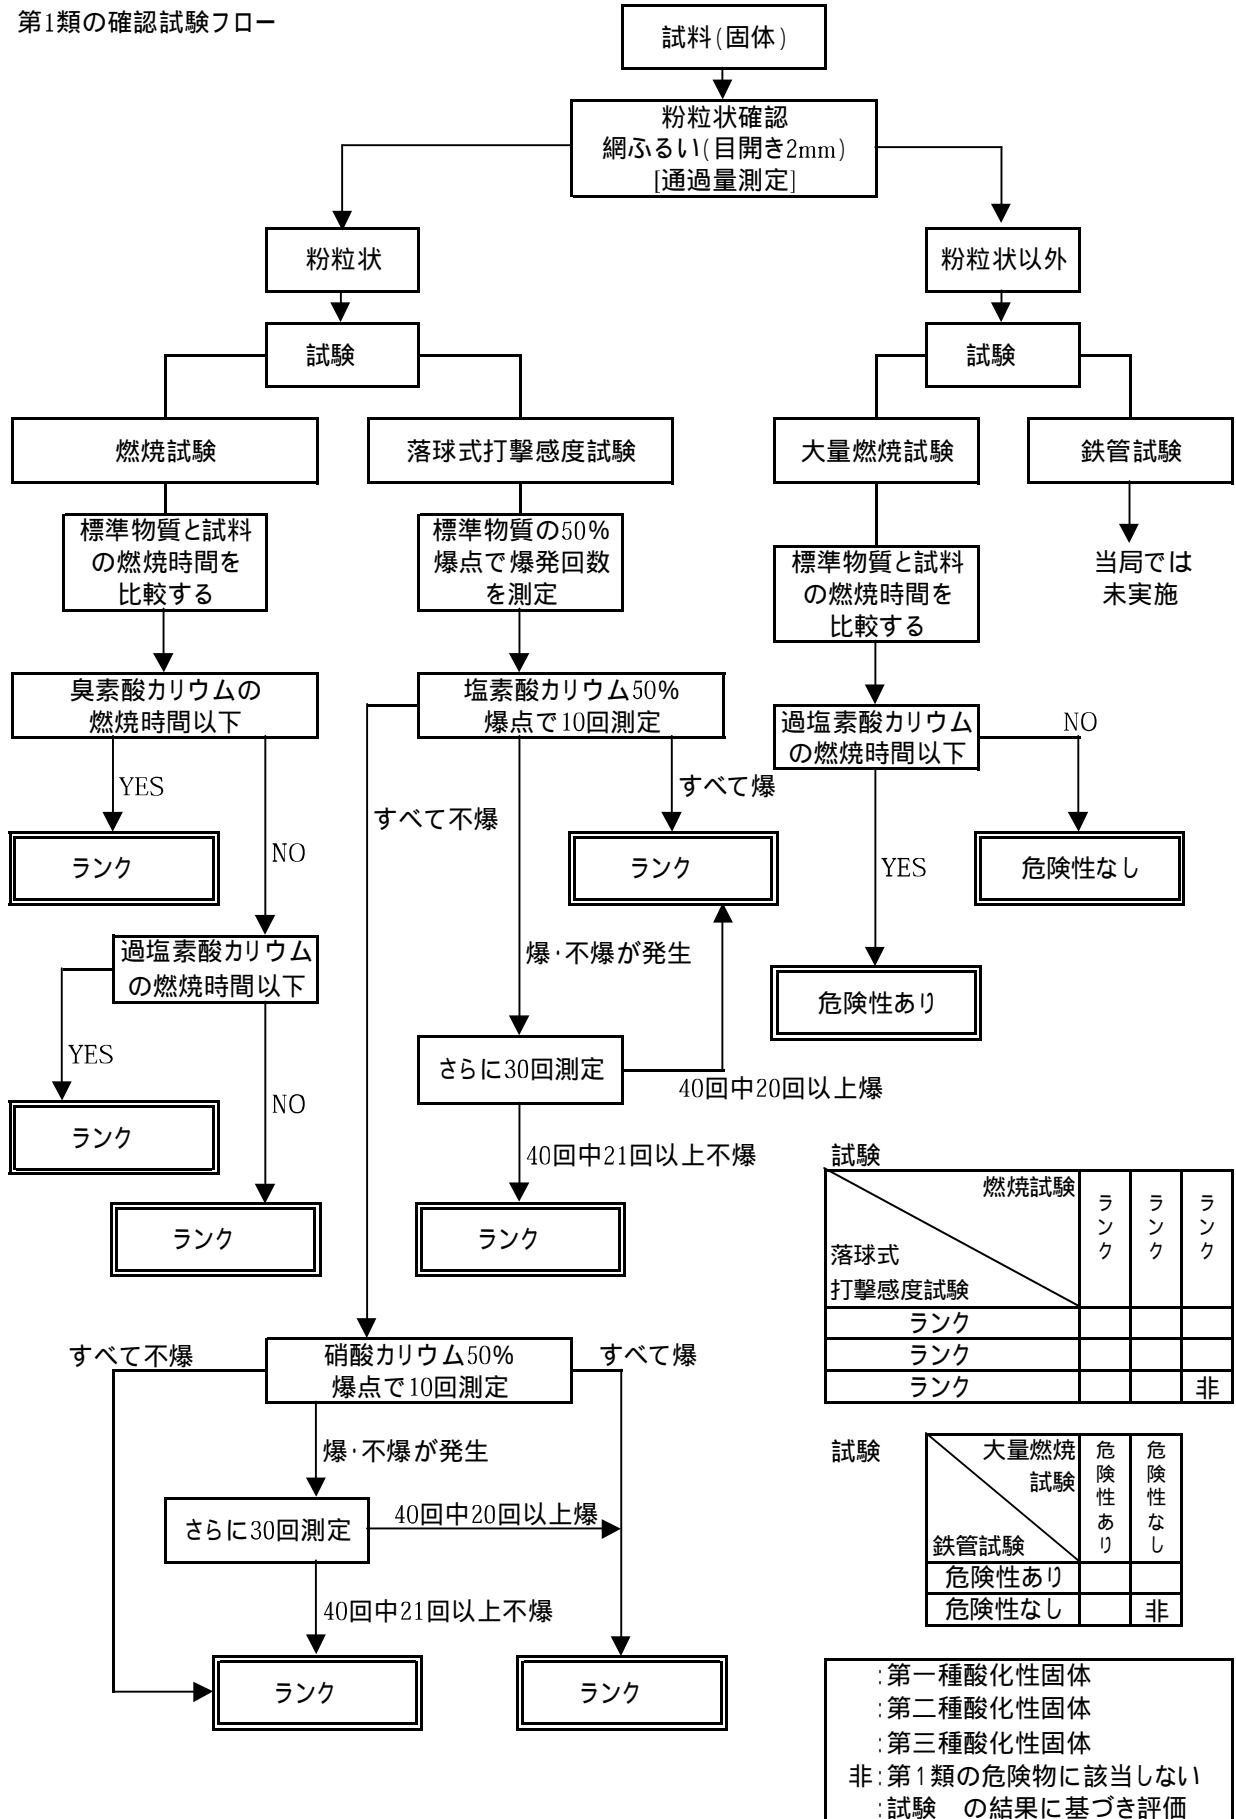 第1類の確認試験フロー
試料(固体)
粉粒状確認
網ふるい(目開き2mm)
[通過量測定]
粉粒状
粉粒状以外
試験
試験
燃焼試験
落球式打撃感度試験
大量燃焼試験
鉄管試験
標準物質と試料
の燃焼時間を
比較する
標準物質の50%
爆点で爆発回数
を測定
標準物質と試料
の燃焼時間を
比較する
当局では
未実施
臭素酸カリウムの
燃焼時間以下
塩素酸カリウム50%
爆点で10回測定
過塩素酸カリウム
の燃焼時間以下
NO
YES
すべて不爆
すべて爆
ランク
NO
ランク
YES
危険性なし
過塩素酸カリウム
の燃焼時間以下
爆・不爆が発生
危険性あり
YES
さらに30回測定
40回中20回以上爆
ランク
NO
40回中21回以上不爆
ランク
ランク
試験
燃焼試験
落球式
打撃感度試験
ランク
ランク
ランク
ランク
ランク
ランク
非
すべて不爆
硝酸カリウム50%
爆点で10回測定
すべて爆
爆・不爆が発生
さらに30回測定
40回中20回以上爆
40回中21回以上不爆
ランク
ランク
試験
大量燃焼
試験
鉄管試験
危険性あり
危険性なし
危険性あり
危険性なし
非
:第一種酸化性固体
:第二種酸化性固体
:第三種酸化性固体
非:第1類の危険物に該当しない
:試験 の結果に基づき評価